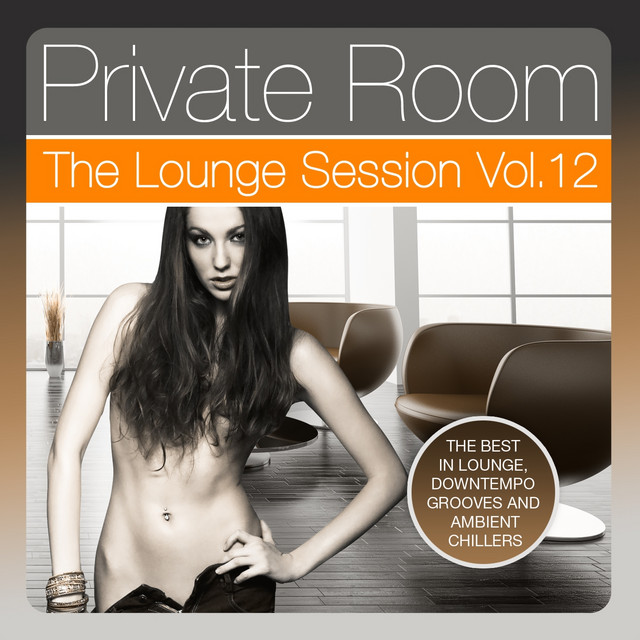 Private Room
The Lounge Session Vol.12
THE BEST
IN LOUNGE,
DOWNTEMPO
GROOVES AND
AMBIENT
CHILLERS